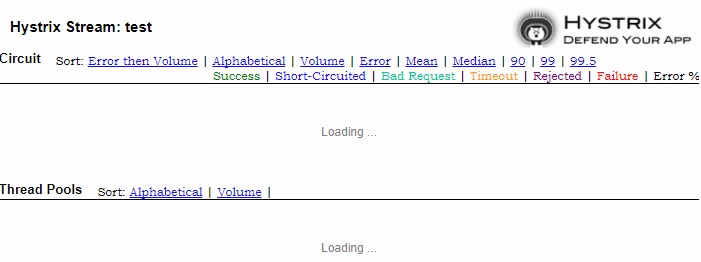 Hystrix Stream: test
HYSTRIX
DEFEND YOUR APP
Circuit Sort: Error then Volume | Alphabetical | Volume | Error | Mean | Median | 90 | 99 | 99.5
Success | Short-Circuited | Bad Request | Timeout | Rejected | Failure | Error %
Loading ...
Thread Pools Sort: Alphabetical | Volume |
Loading ...